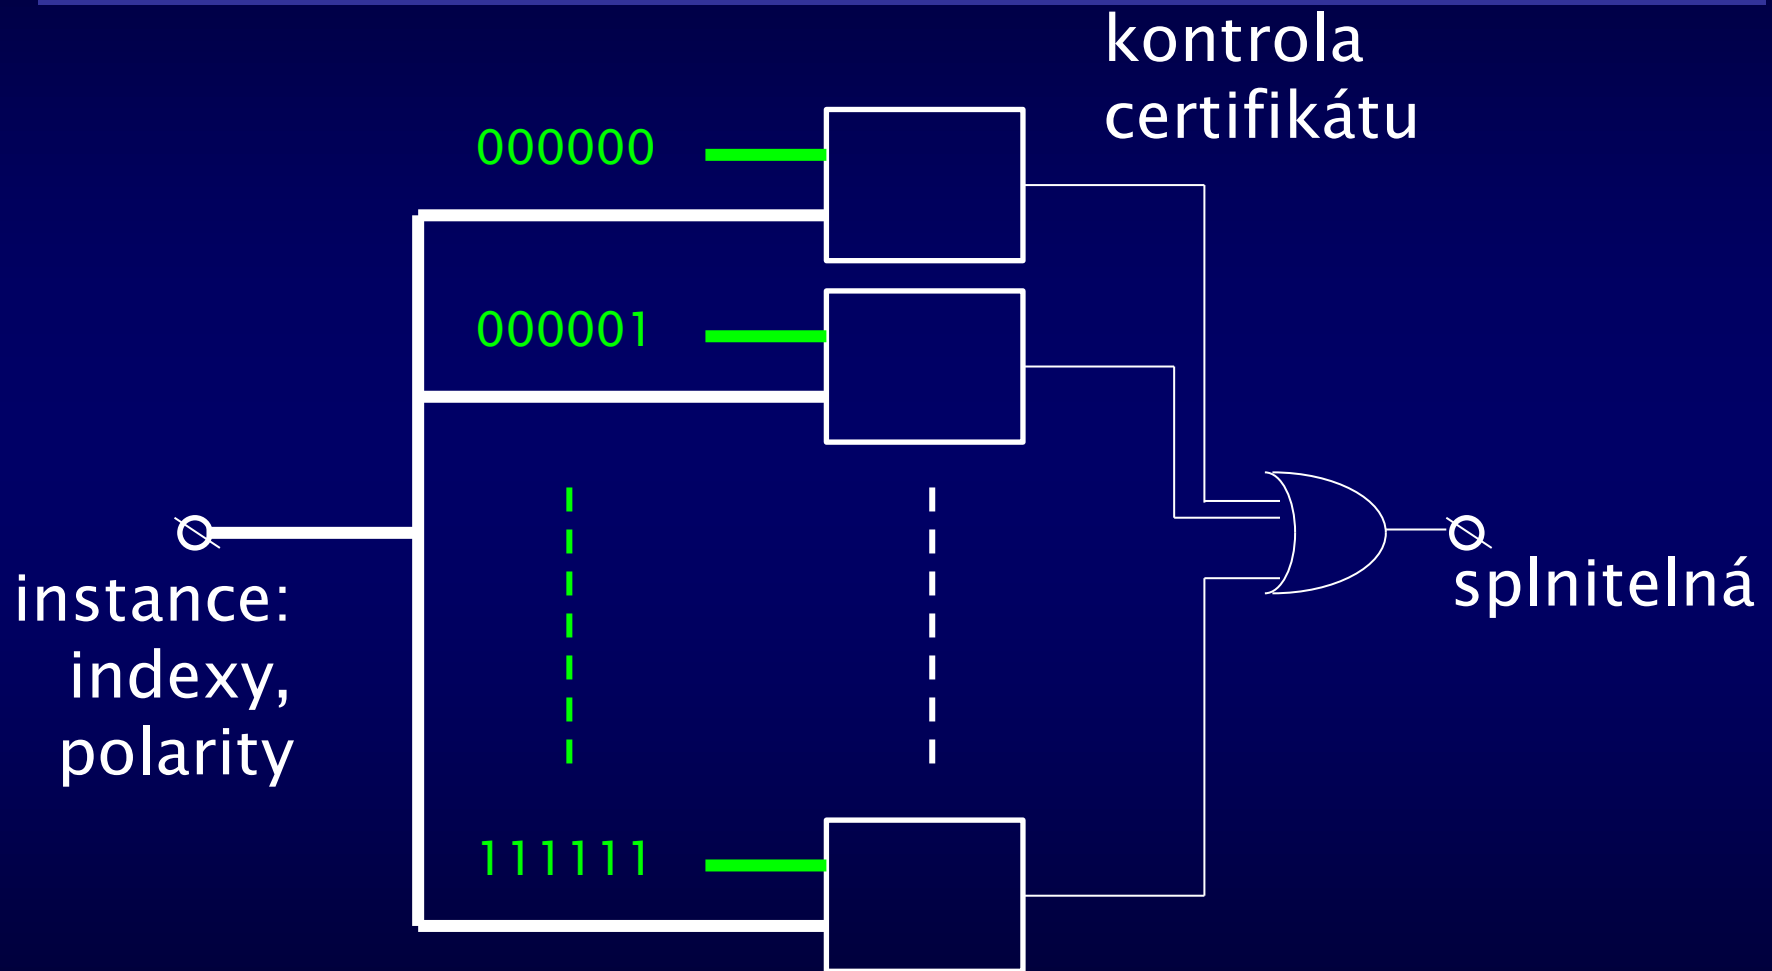 kontrola
certifikátu
000000
000001
instance:
indexy,
polarity
splnitelná
111111